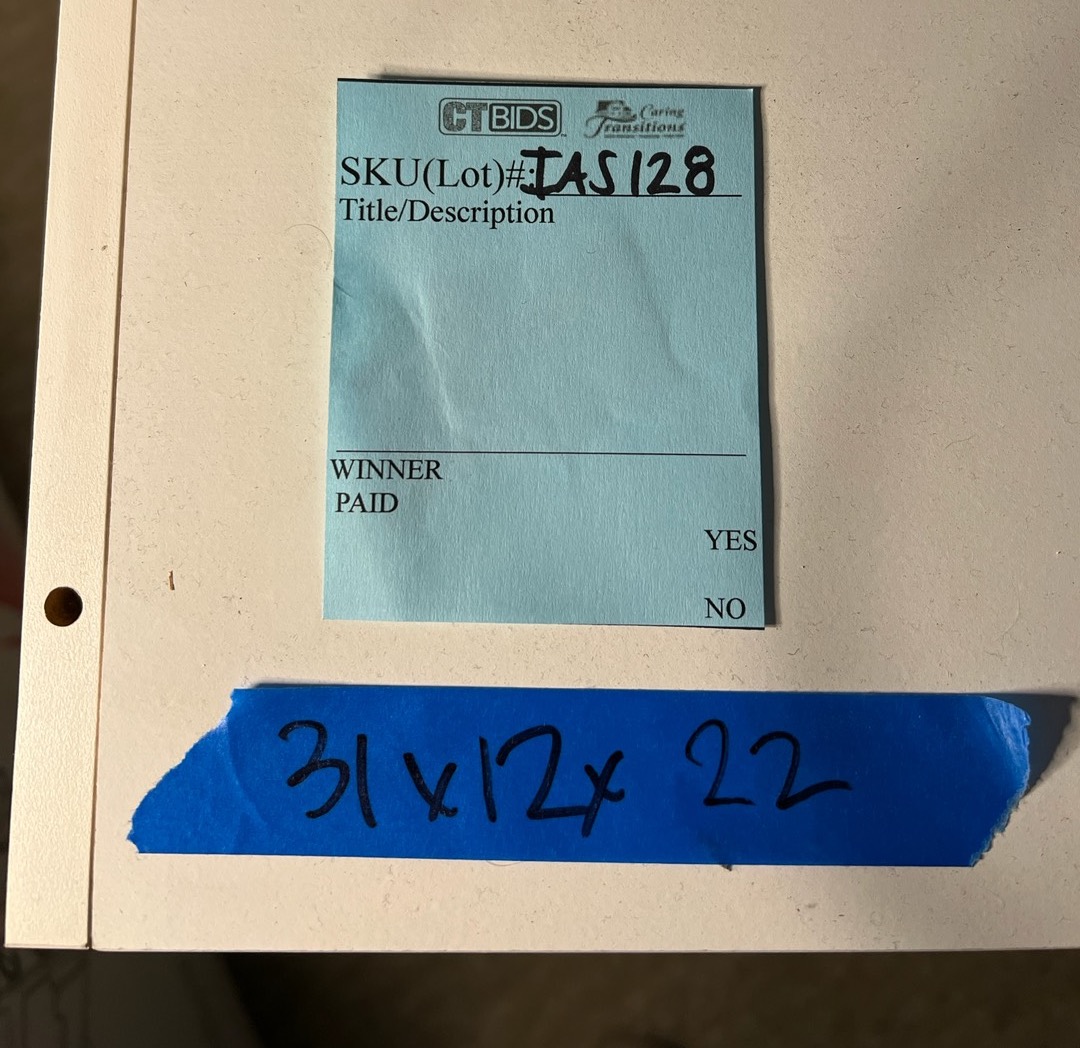 CTBIDS
Caring
Transitions
SKU(Lot)#:IAS128
Title/Description
WINNER
PAID
YES
NO
31x12x 22